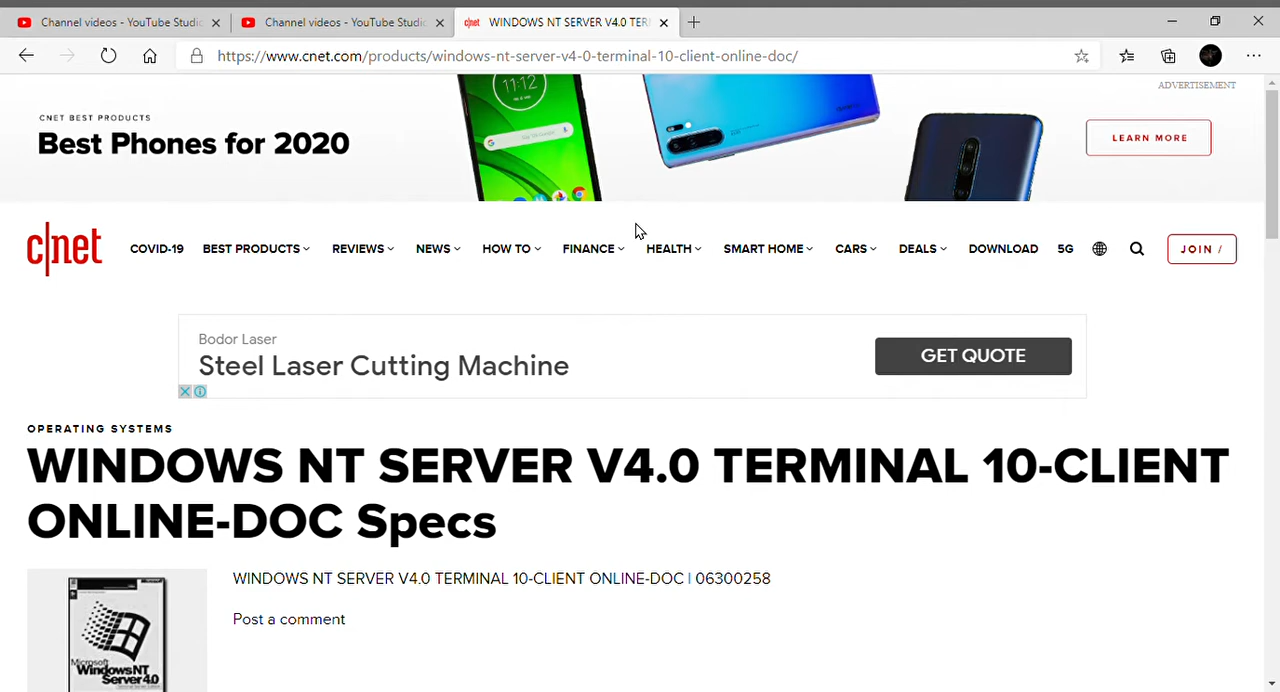 Channel videos - YouTube Studio
Channel videos - YouTube Studio
cnet WINDOWS NT SERVER V4.0 TER
https://www.cnet.com/products/windows-nt-server-v4-0-terminal-10-client-online-doc/
ADVERTISEMENT
CNET BEST PRODUCTS
Best Phones for 2020
11:12
LEARN MORE
c|net
COVID-19 BEST PRODUCTS REVIEWS NEWS HOW TO FINANCE HEALTH SMART HOME CARS DEALS DOWNLOAD 5G JOIN /
Bodor Laser
Steel Laser Cutting Machine
GET QUOTE
OPERATING SYSTEMS
WINDOWS NT SERVER V4.0 TERMINAL 10-CLIENT
ONLINE-DOC Specs
WINDOWS NT SERVER V4.0 TERMINAL 10-CLIENT ONLINE-DOC | 06300258
Post a comment
Microsoft
Windows NT
Server 4.0